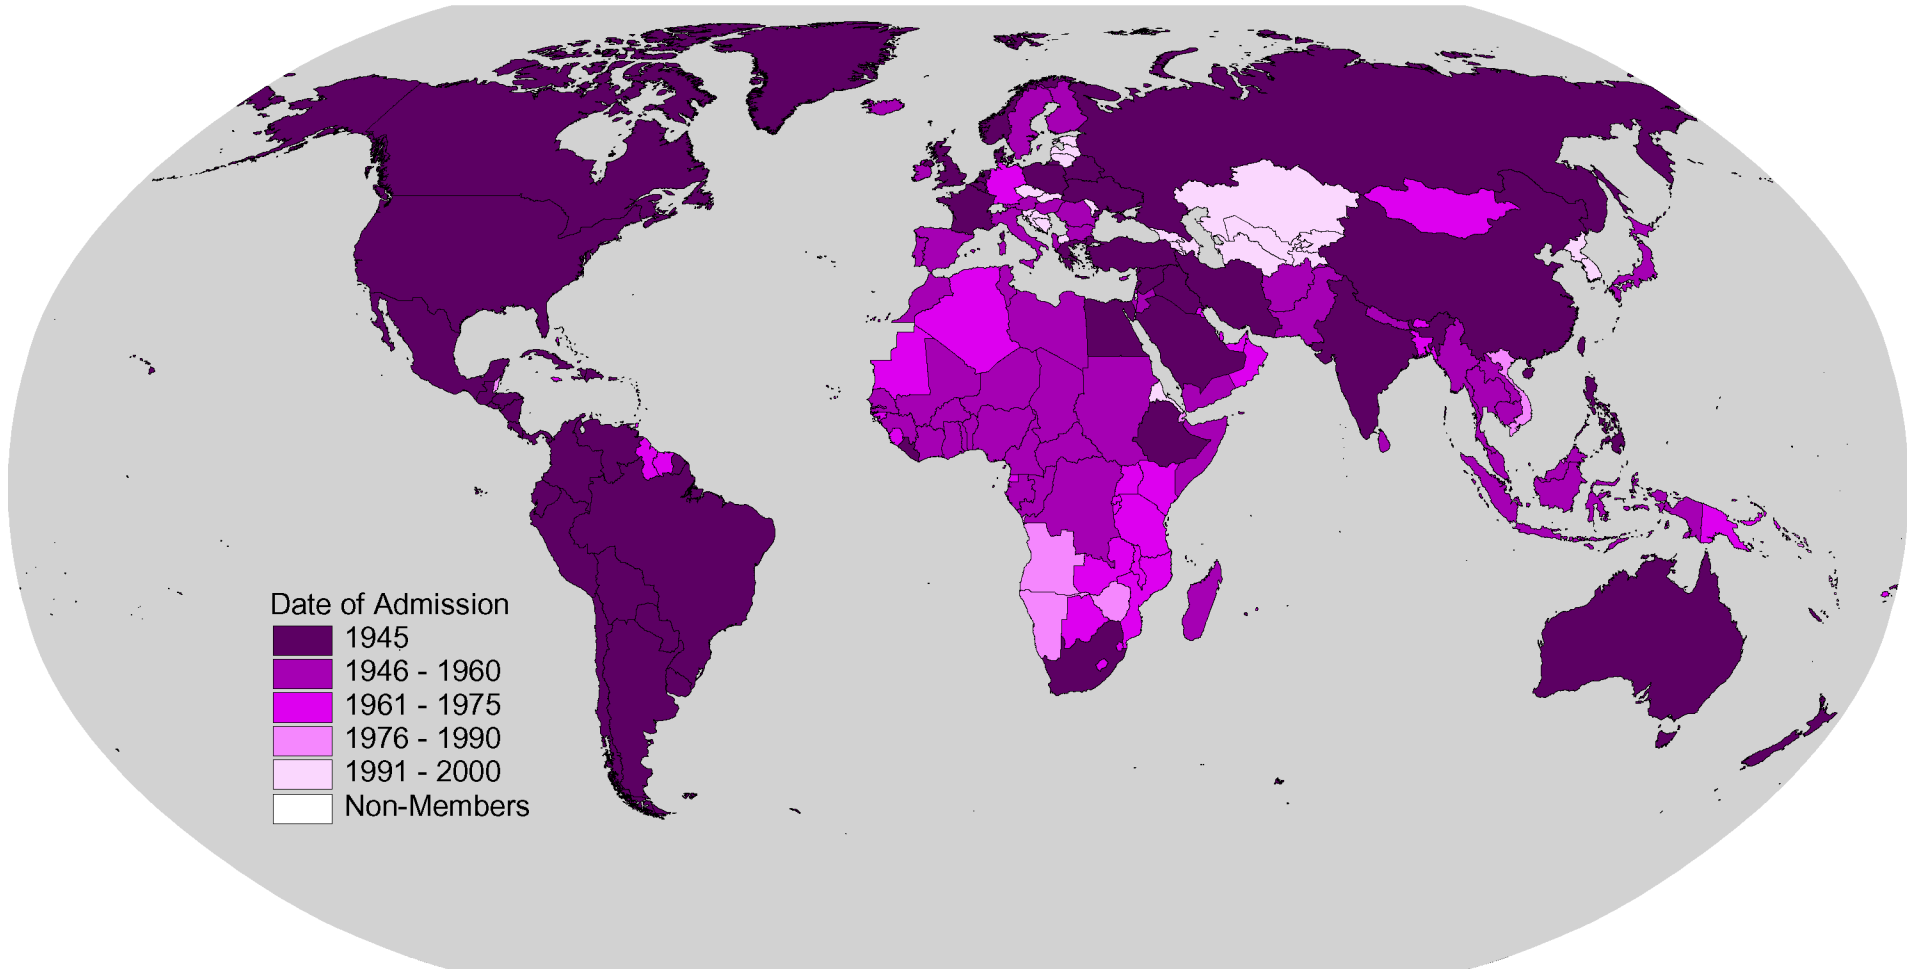 Date of Admission
1945
1946 - 1960
1961 - 1975
1976 - 1990
1991 - 2000
Non-Members